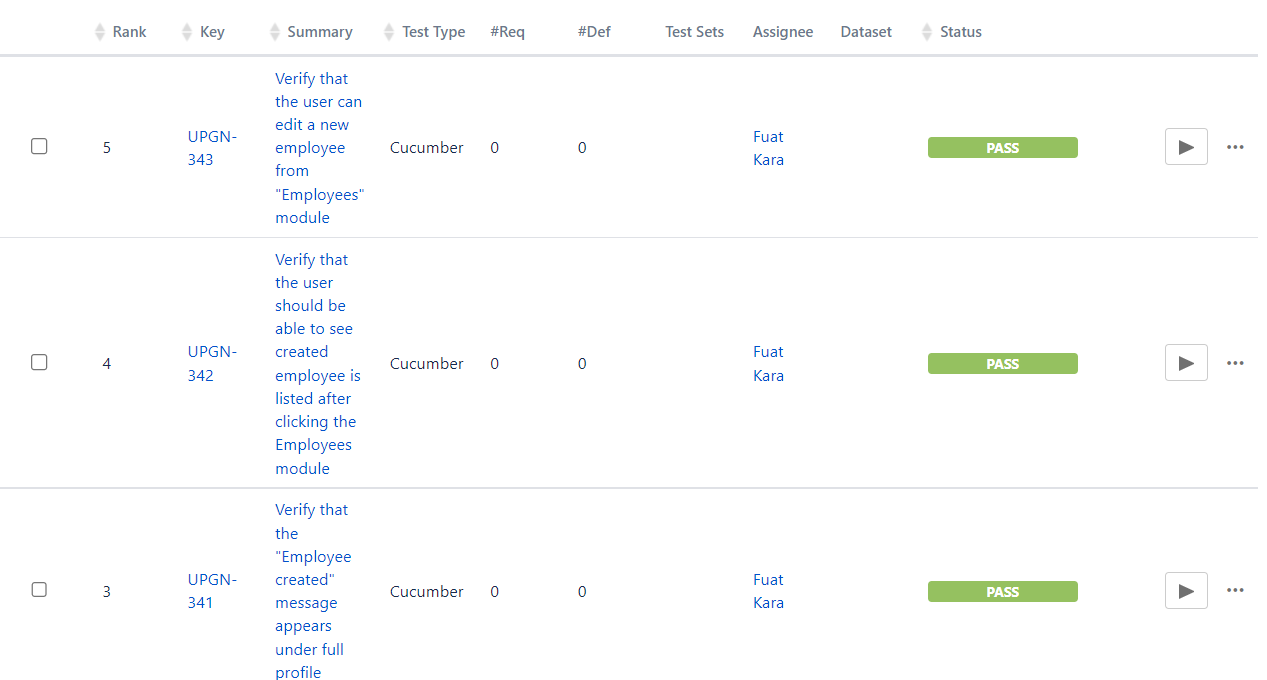 Rank Key Summary Test Type #Req #Def Test Sets Assignee Dataset Status
Verify that
the user can
edit a new
employee
from
"Employees"
module
5 UPGN-
343 Cucumber 0 0 Fuat
Kara PASS
Verify that
the user
should be
able to see
created
employee is
listed after
clicking the
Employees
module
4 UPGN-
342 Cucumber 0 0 Fuat
Kara PASS
Verify that
the
"Employee
created"
message
appears
under full
profile
3 UPGN-
341 Cucumber 0 0 Fuat
Kara PASS